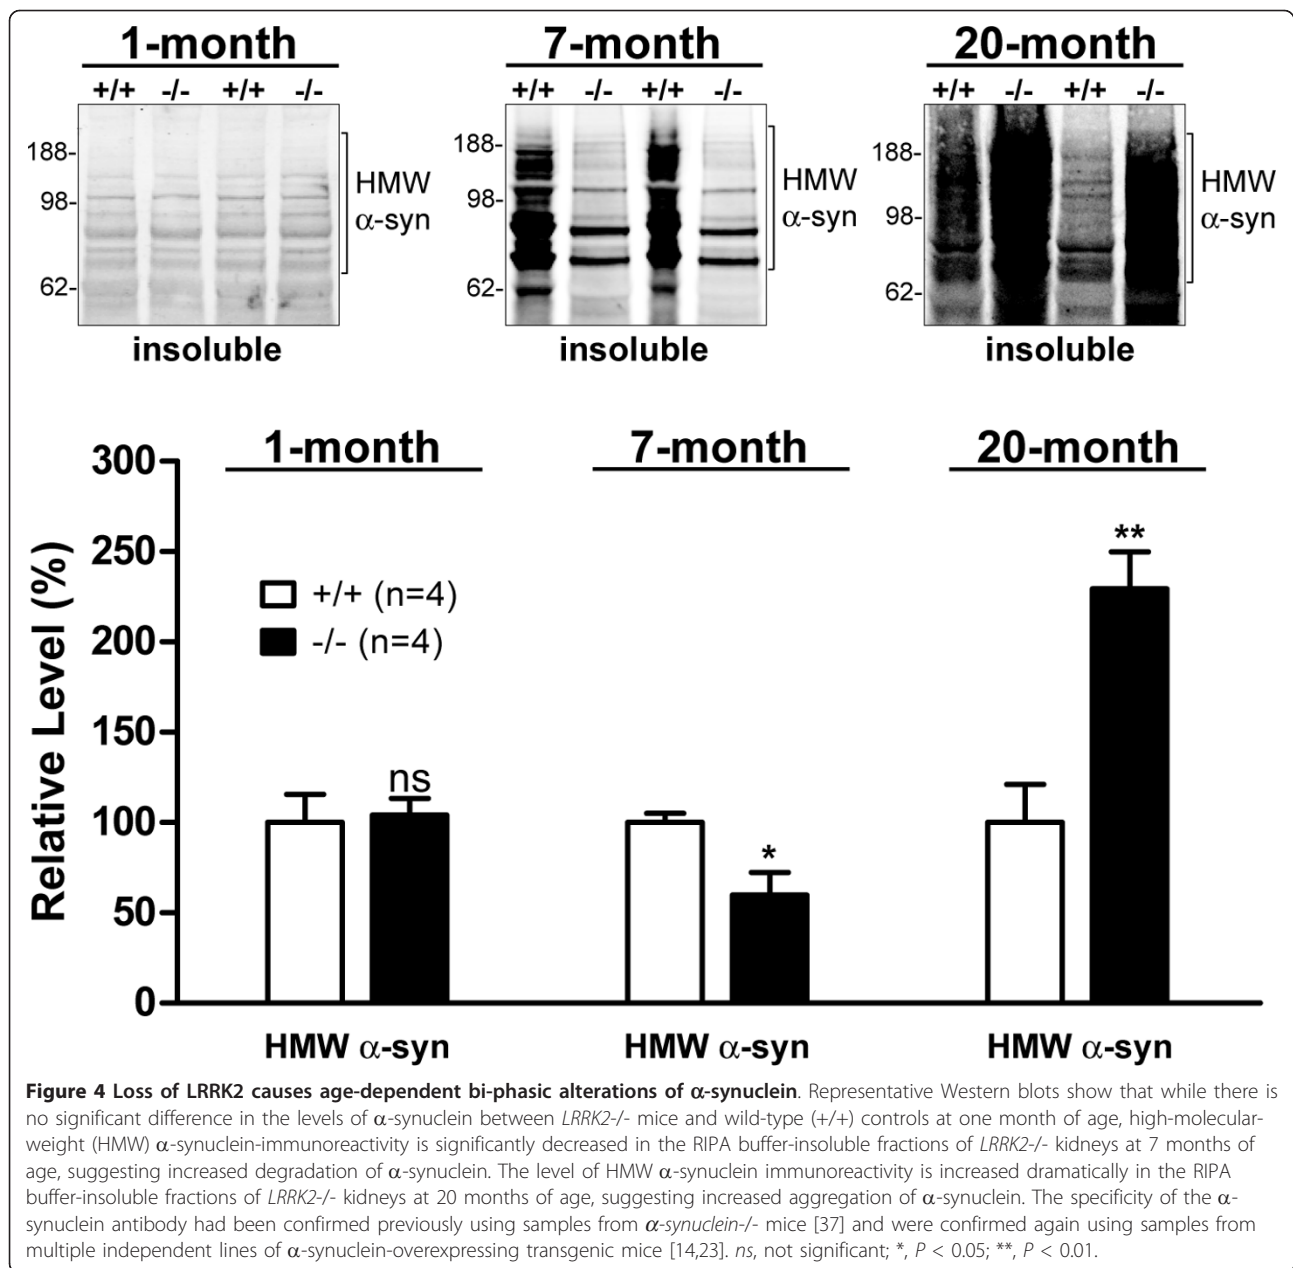 1-month 7-month 20-month
+/+ -/- +/+ -/- +/+ -/- +/+ -/- +/+ -/- +/+ -/-
188- 98- 62- HMW α-syn
188- 98- 62- HMW α-syn
188- 98- 62- HMW α-syn
insoluble insoluble insoluble
1-month 7-month 20-month
Relative Level (%)
300
250
200
150
100
50
0
+/+ (n=4)
-/- (n=4)
ns * **
HMW α-syn HMW α-syn HMW α-syn
Figure 4 Loss of LRRK2 causes age-dependent bi-phasic alterations of α-synuclein. Representative Western blots show that while there is
no significant difference in the levels of α-synuclein between LRRK2-/- mice and wild-type (+/+) controls at one month of age, high-molecular-
weight (HMW) α-synuclein-immunoreactivity is significantly decreased in the RIPA buffer-insoluble fractions of LRRK2-/- kidneys at 7 months of
age, suggesting increased degradation of α-synuclein. The level of HMW α-synuclein immunoreactivity is increased dramatically in the RIPA
buffer-insoluble fractions of LRRK2-/- kidneys at 20 months of age, suggesting increased aggregation of α-synuclein. The specificity of the α-
synuclein antibody had been confirmed previously using samples from α-synuclein-/- mice [37] and were confirmed again using samples from
multiple independent lines of α-synuclein-overexpressing transgenic mice [14,23]. ns, not significant; *, P < 0.05; **, P < 0.01.